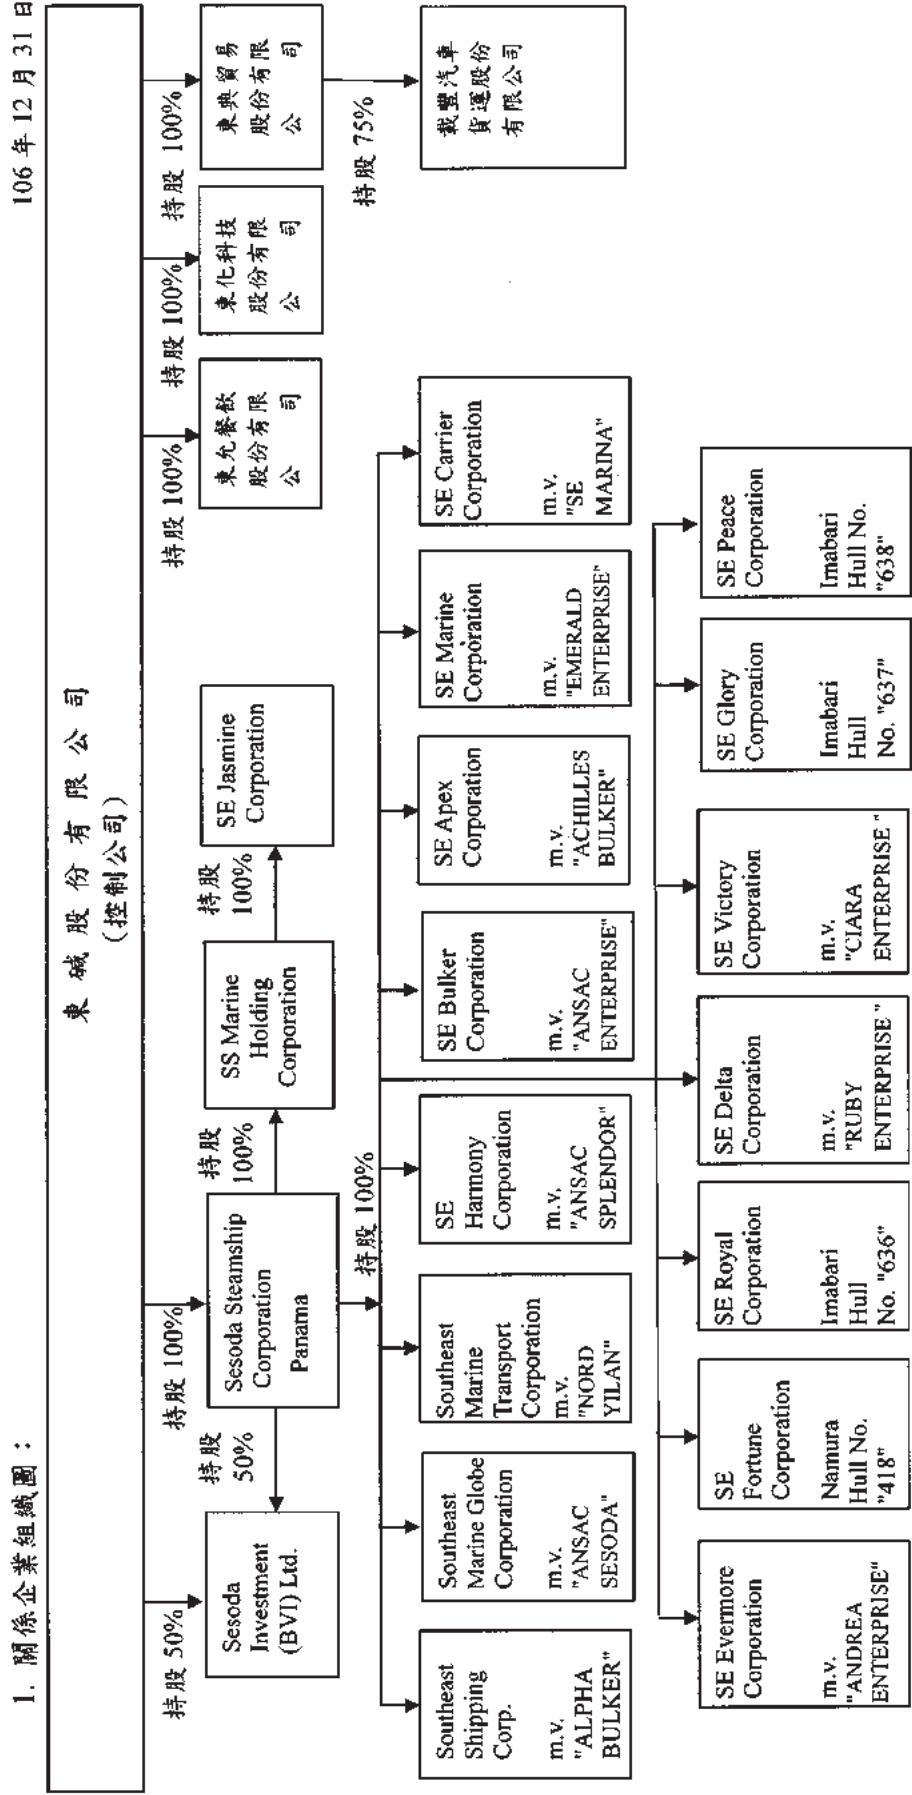 1. 關係企業組織圖：
106 年 12 月 31 日
東碱股份有限公司
(控制公司)
持股 50%
持股 100%
持股 100%
持股 100%
持股 100%
Sesoda
Investment
(BVI) Ltd.
持股
50%
Sesoda Steamship
Corporation
Panama
持股
100%
SS Marine
Holding
Corporation
持股
100%
SE Jasmine
Corporation
東允餐飲
股份有限
公 司
東化科技
股份有限
公 司
東典貿易
股份有限
公 司
持股 100%
持股 75%
Southeast
Shipping
Corp.
m.v.
"ALPHA
BULKER"
Southeast
Marine Globe
Corporation
m.v.
"ANSAC
SESODA"
Southeast
Marine
Transport
Corporation
m.v.
"NORD
YILAN"
SE
Harmony
Corporation
m.v.
"ANSAC
SPLENDOR"
SE Bulker
Corporation
m.v.
"ANSAC
ENTERPRISE"
SE Apex
Corporation
m.v.
"ACHILLES
BULKER"
SE Marine
Corporation
m.v.
"EMERALD
ENTERPRISE"
SE Carrier
Corporation
m.v.
"SE
MARINA"
載豐汽車
貨運股份
有限公司
SE Evermore
Corporation
m.v.
"ANDREA
ENTERPRISE"
SE
Fortune
Corporation
Namura
Hull No.
"418"
SE Royal
Corporation
Imabari
Hull
No. "636"
SE Delta
Corporation
m.v.
"RUBY
ENTERPRISE "
SE Victory
Corporation
m.v.
"CIARA
ENTERPRISE "
SE Glory
Corporation
Imabari
Hull
No. "637"
SE Peace
Corporation
Imabari
Hull No.
"638"